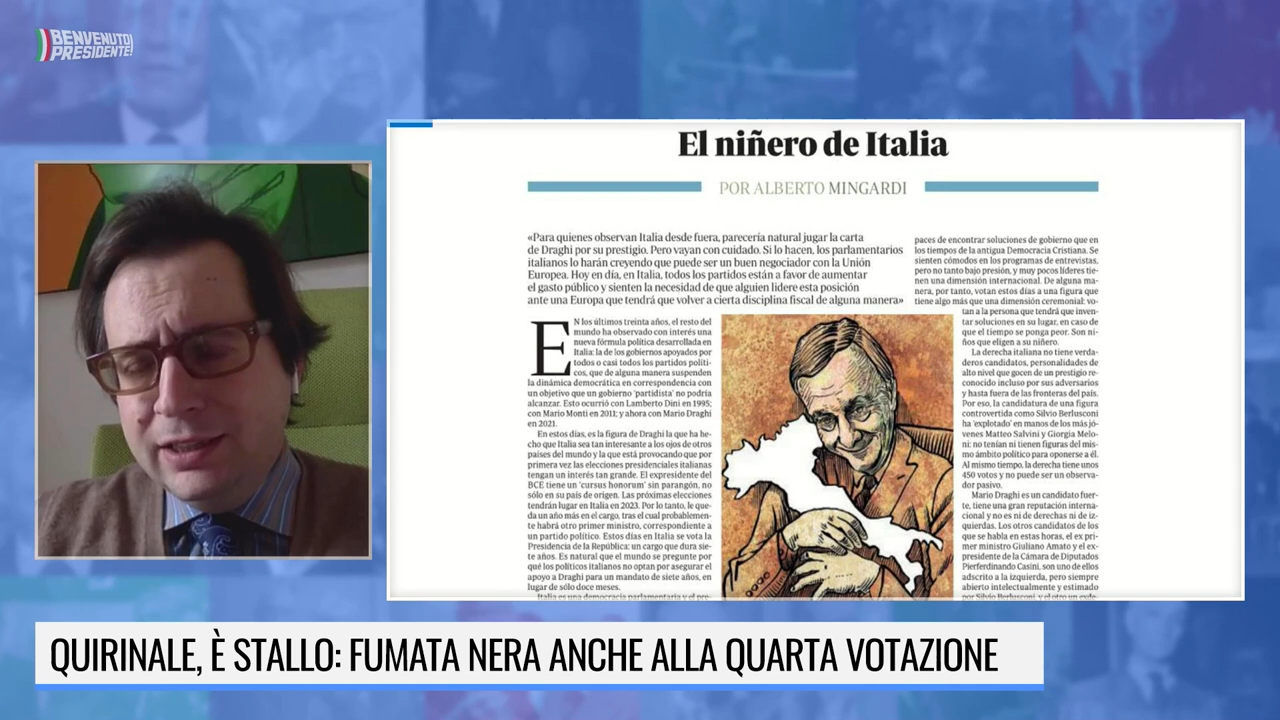 BENVENUTO
PRESIDENTE!
El niñero de Italia
POR ALBERTO MINGARDI
«Para quienes observan Italia desde fuera, parecería natural jugar la carta
de Draghi por su prestigio. Pero vayan con cuidado. Si lo hacen, los parlamentarios
italianos lo harán creyendo que puede ser un buen negociador con la Unión
Europea. Hoy en día, en Italia, todos los partidos están a favor de aumentar
el gasto público y sienten la necesidad de que alguien lidere esta posición
ante una Europa que tendrá que volver a cierta disciplina fiscal de alguna manera»
EN los últimos treinta años, el resto del
mundo ha observado con interés una
nueva fórmula política desarrollada en
Italia: la de los gobiernos apoyados por
todos o casi todos los partidos políti-
cos, que de alguna manera suspenden
la dinámica democrática en correspondencia con
un objetivo que un gobierno 'partidista' no podría
alcanzar. Esto ocurrió con Lamberto Dini en 1995;
con Mario Monti en 2011; y ahora con Mario Draghi
en 2021.
En estos días, es la figura de Draghi la que ha he-
cho que Italia sea tan interesante a los ojos de otros
países del mundo y la que está provocando que por
primera vez las elecciones presidenciales italianas
tengan un interés tan grande. El expresidente del
BCE tiene un 'cursus honorum' sin parangón, no
sólo en su país de origen. Las próximas elecciones
tendrán lugar en Italia en 2023. Por lo tanto, le que-
da un año más en el cargo, tras el cual probablemente
habrá otro primer ministro, correspondiente a
un partido político. Estos días en Italia se vota la
Presidencia de la República: un cargo que dura sie-
te años. Es natural que el mundo se pregunte por
qué los políticos italianos no optan por asegurar el
apoyo a Draghi para un mandato de siete años, en
lugar de sólo doce meses.
Italia es una democracia parlamentaria y el pre-
paces de encontrar soluciones de gobierno que en
los tiempos de la antigua Democracia Cristiana. Se
sienten cómodos en los programas de entrevistas,
pero no tanto bajo presión, y muy pocos líderes tie-
nen una dimensión internacional. De alguna ma-
nera, por tanto, votan estos días a una figura que
tiene algo más que una dimensión ceremonial: vo-
tan a la persona que tendrá que inven-
tar soluciones en su lugar, en caso de
que el tiempo se ponga peor. Son ni-
ños que eligen a su niñero.
La derecha italiana no tiene verda-
deros candidatos, personalidades de
alto nivel que gocen de un prestigio re-
conocido incluso por sus adversarios
y hasta fuera de las fronteras del país.
Por eso, la candidatura de una figura
controvertida como Silvio Berlusconi
ha 'explotado' en manos de los más jó-
venes Matteo Salvini y Giorgia Melo-
ni: no tenían ni tienen figuras del mis-
mo ámbito político para oponerse a él.
Al mismo tiempo, la derecha tiene unos
450 votos y no puede ser un observa-
dor pasivo.
Mario Draghi es un candidato fuer-
te, tiene una gran reputación interna-
cional y no es ni de derechas ni de iz-
quierdas. Los otros candidatos de los
que se habla en estas horas, el ex pri-
mer ministro Giuliano Amato y el ex-
presidente de la Cámara de Diputados
Pierferdinando Casini, son uno de ellos
adscrito a la izquierda, pero siempre
abierto intelectualmente y estimado
por Silvio Berlusconi, y el otro un exde-
QUIRINALE, È STALLO: FUMATA NERA ANCHE ALLA QUARTA VOTAZIONE